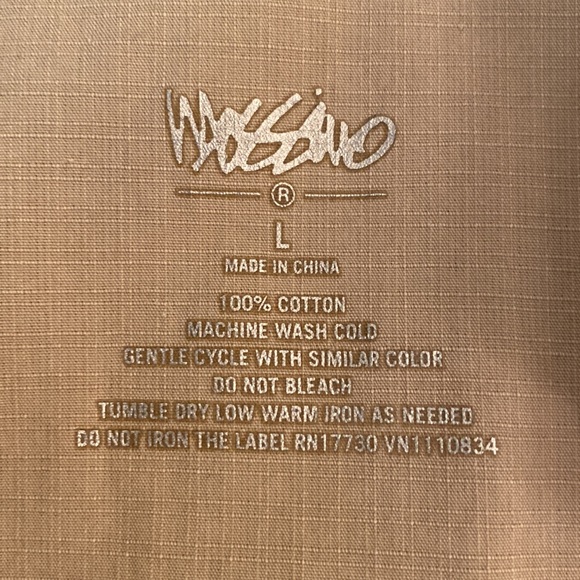 Mossimo
®
L
MADE IN CHINA
100% COTTON
MACHINE WASH COLD
GENTLE CYCLE WITH SIMILAR COLOR
DO NOT BLEACH
TUMBLE DRY LOW WARM IRON AS NEEDED
DO NOT IRON THE LABEL RN17730 VN1110834